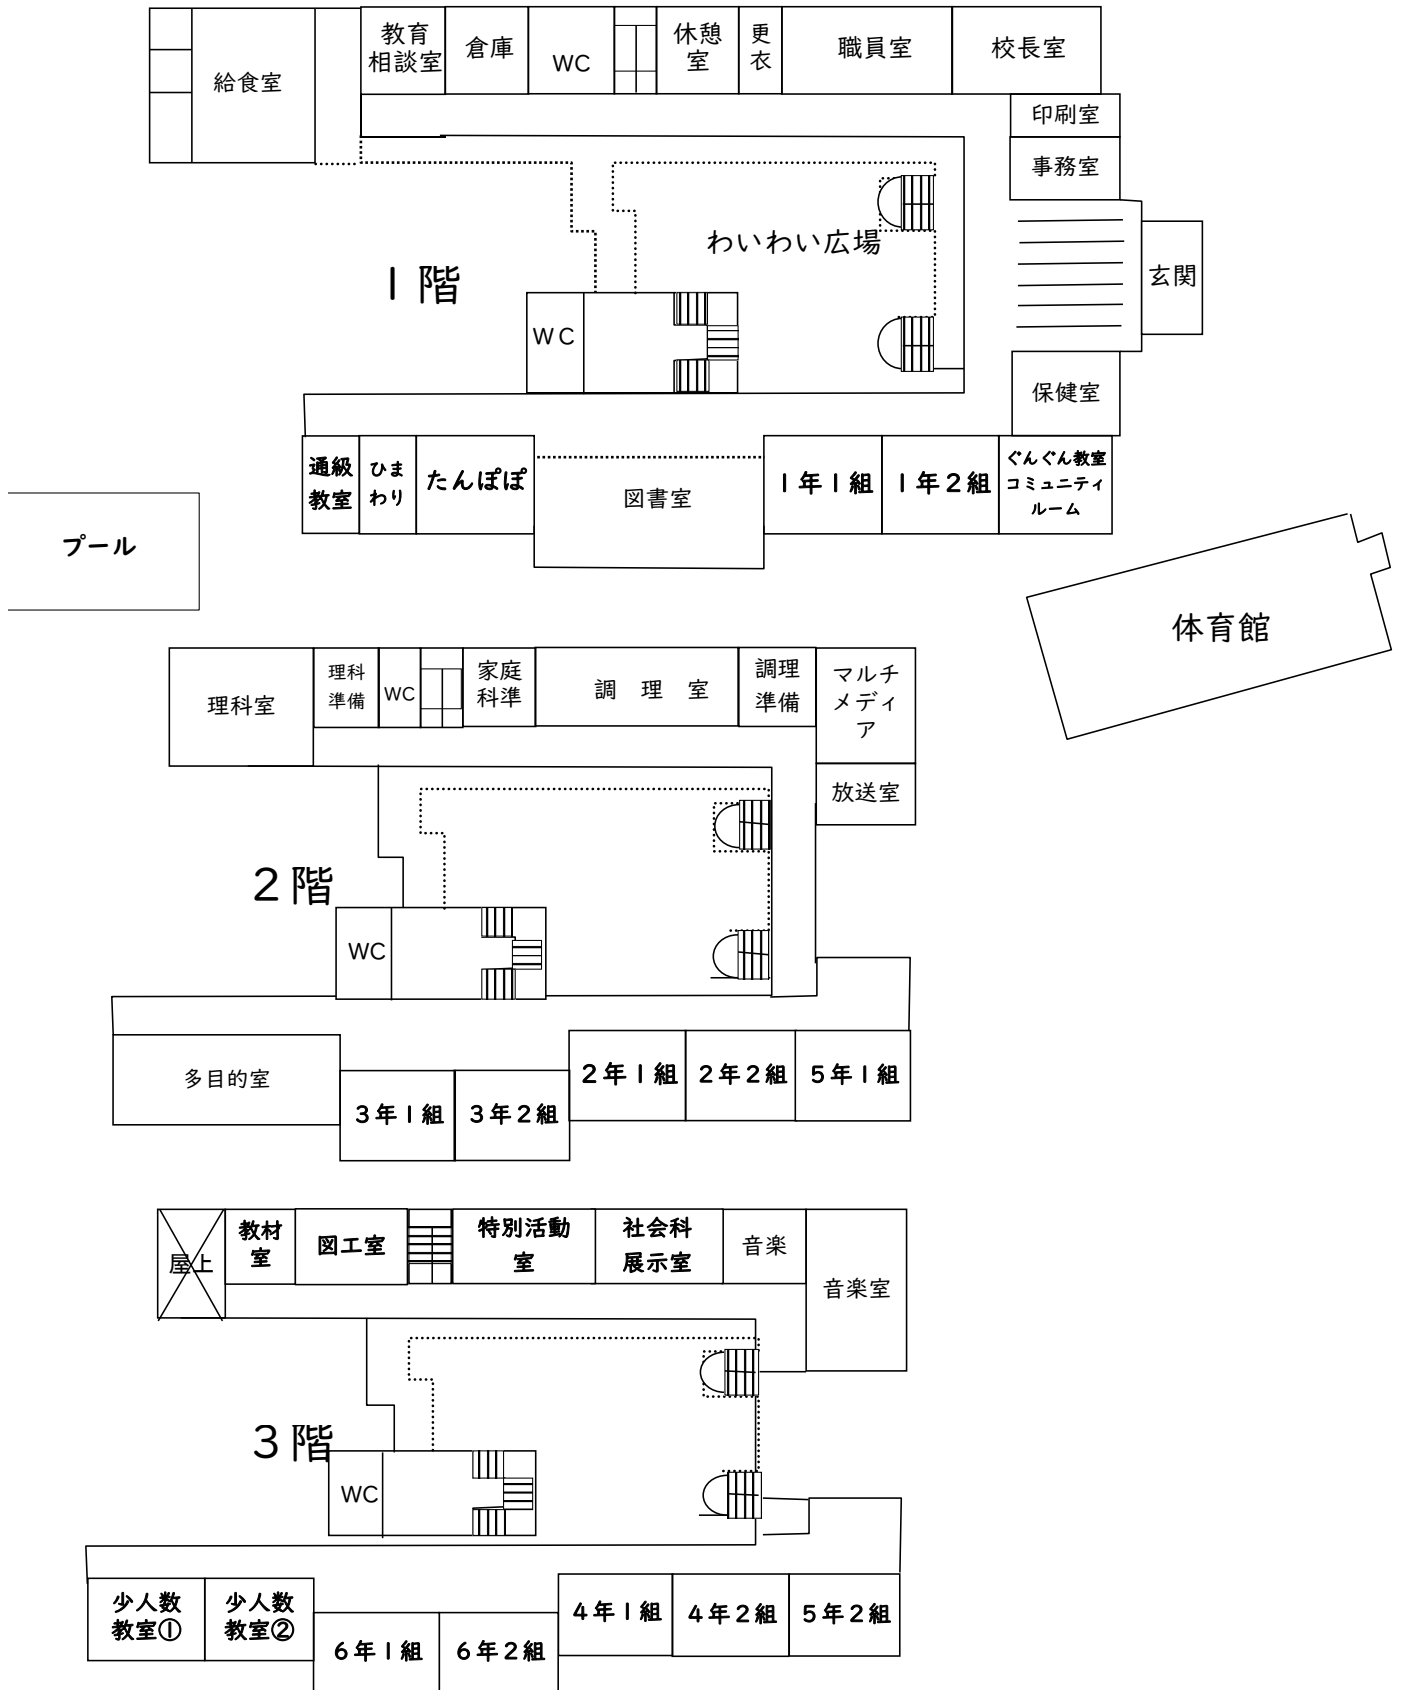 給食室
教育
相談室
倉庫
WC
休憩
室
更
衣
職員室
校長室
印刷室
事務室
わいわい広場
1階
玄関
WC
保健室
通級
教室
ひま
わり
たんぽぽ
図書室
1年1組
1年2組
ぐんぐん教室
コミュニティ
ルーム
プール
体育館
理科室
理科
準備
WC
家庭
科準
調 理 室
調理
準備
マルチ
メディ
ア
放送室
2階
WC
多目的室
3年1組
3年2組
2年1組
2年2組
5年1組
屋上
教材
室
図工室
特別活動
室
社会科
展示室
音楽
音楽室
3階
WC
少人数
教室①
少人数
教室②
6年1組
6年2組
4年1組
4年2組
5年2組